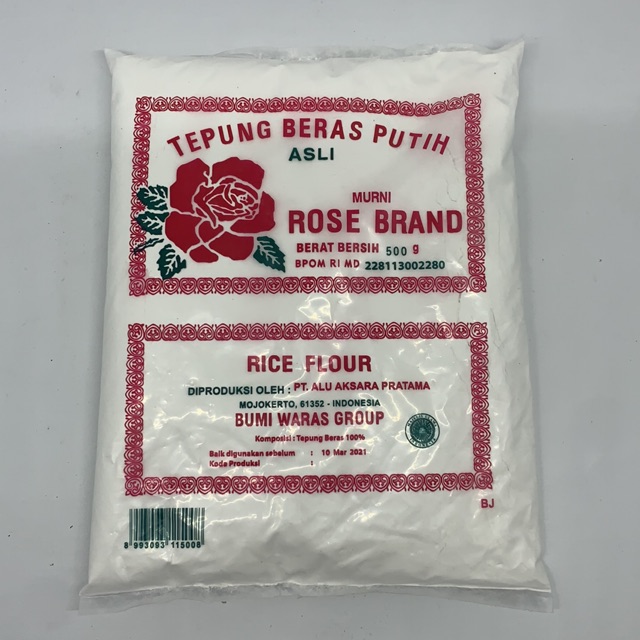 TEPUNG BERAS PUTIH
ASLI
MURNI
ROSE BRAND
BERAT BERSIH 500 g
BPOM RI MD 228113002280
RICE FLOUR
DIPRODUKSI OLEH : PT. ALU AKSARA PRATAMA
MOJOKERTO, 61352 - INDONESIA
BUMI WARAS GROUP
Komposisi : Tepung Beras 100%
Baik digunakan sebelum : 10 Mar 2021
Kode Produksi :
BJ
8 993093 115008